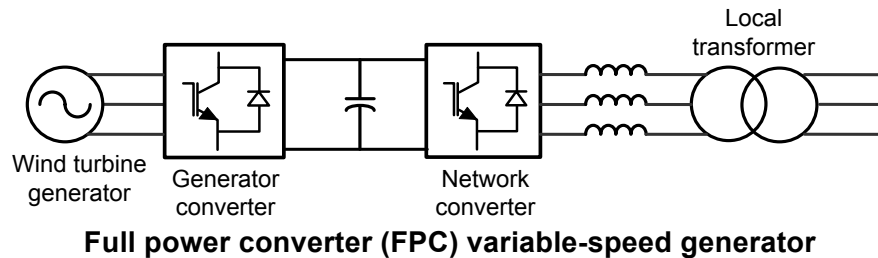 Local
transformer
Wind turbine
generator
Generator
converter
Network
converter
Full power converter (FPC) variable-speed generator